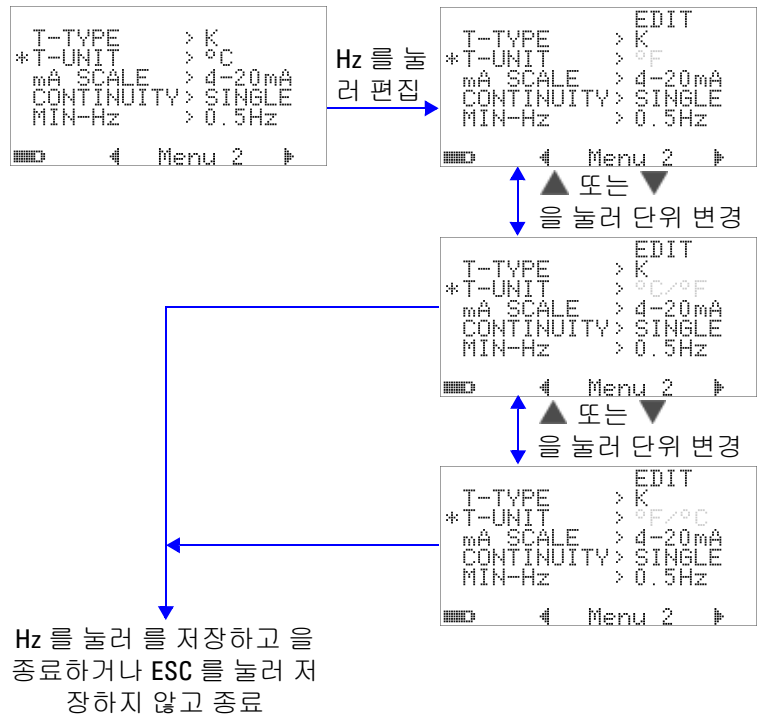 T-TYPE > K
*T-UNIT > °C
mA SCALE > 4-20mA
CONTINUITY> SINGLE
MIN-Hz > 0.5Hz
Menu 2
Hz 를 눌
러 편집
EDIT
T-TYPE > K
*T-UNIT > °F
mA SCALE > 4-20mA
CONTINUITY> SINGLE
MIN-Hz > 0.5Hz
Menu 2
▲ 또는 ▼
을 눌러 단위 변경
EDIT
T-TYPE > K
*T-UNIT > °C/°F
mA SCALE > 4-20mA
CONTINUITY> SINGLE
MIN-Hz > 0.5Hz
Menu 2
▲ 또는 ▼
을 눌러 단위 변경
EDIT
T-TYPE > K
*T-UNIT > °F/°C
mA SCALE > 4-20mA
CONTINUITY> SINGLE
MIN-Hz > 0.5Hz
Menu 2
Hz 를 눌러 를 저장하고 을
종료하거나 ESC 를 눌러 저
장하지 않고 종료